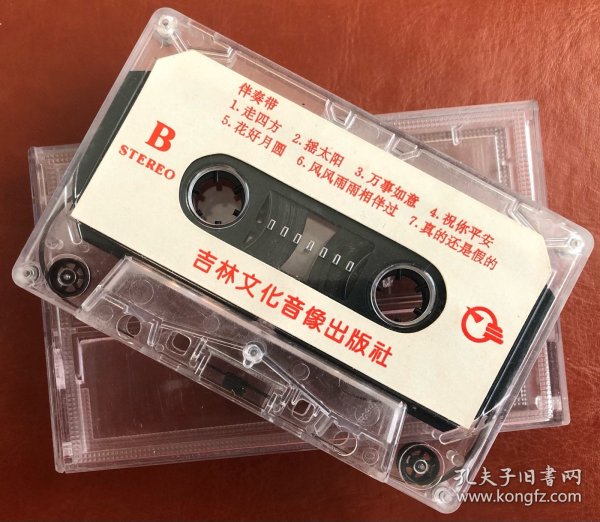 伴奏带
1.走四方 2.摇太阳 3.万事如意 4.祝你平安
5.花好月圆 6.风风雨雨相伴过 7.真的还是假的
B
STEREO
吉林文化音像出版社
孔夫子旧书网
www.kongfz.com